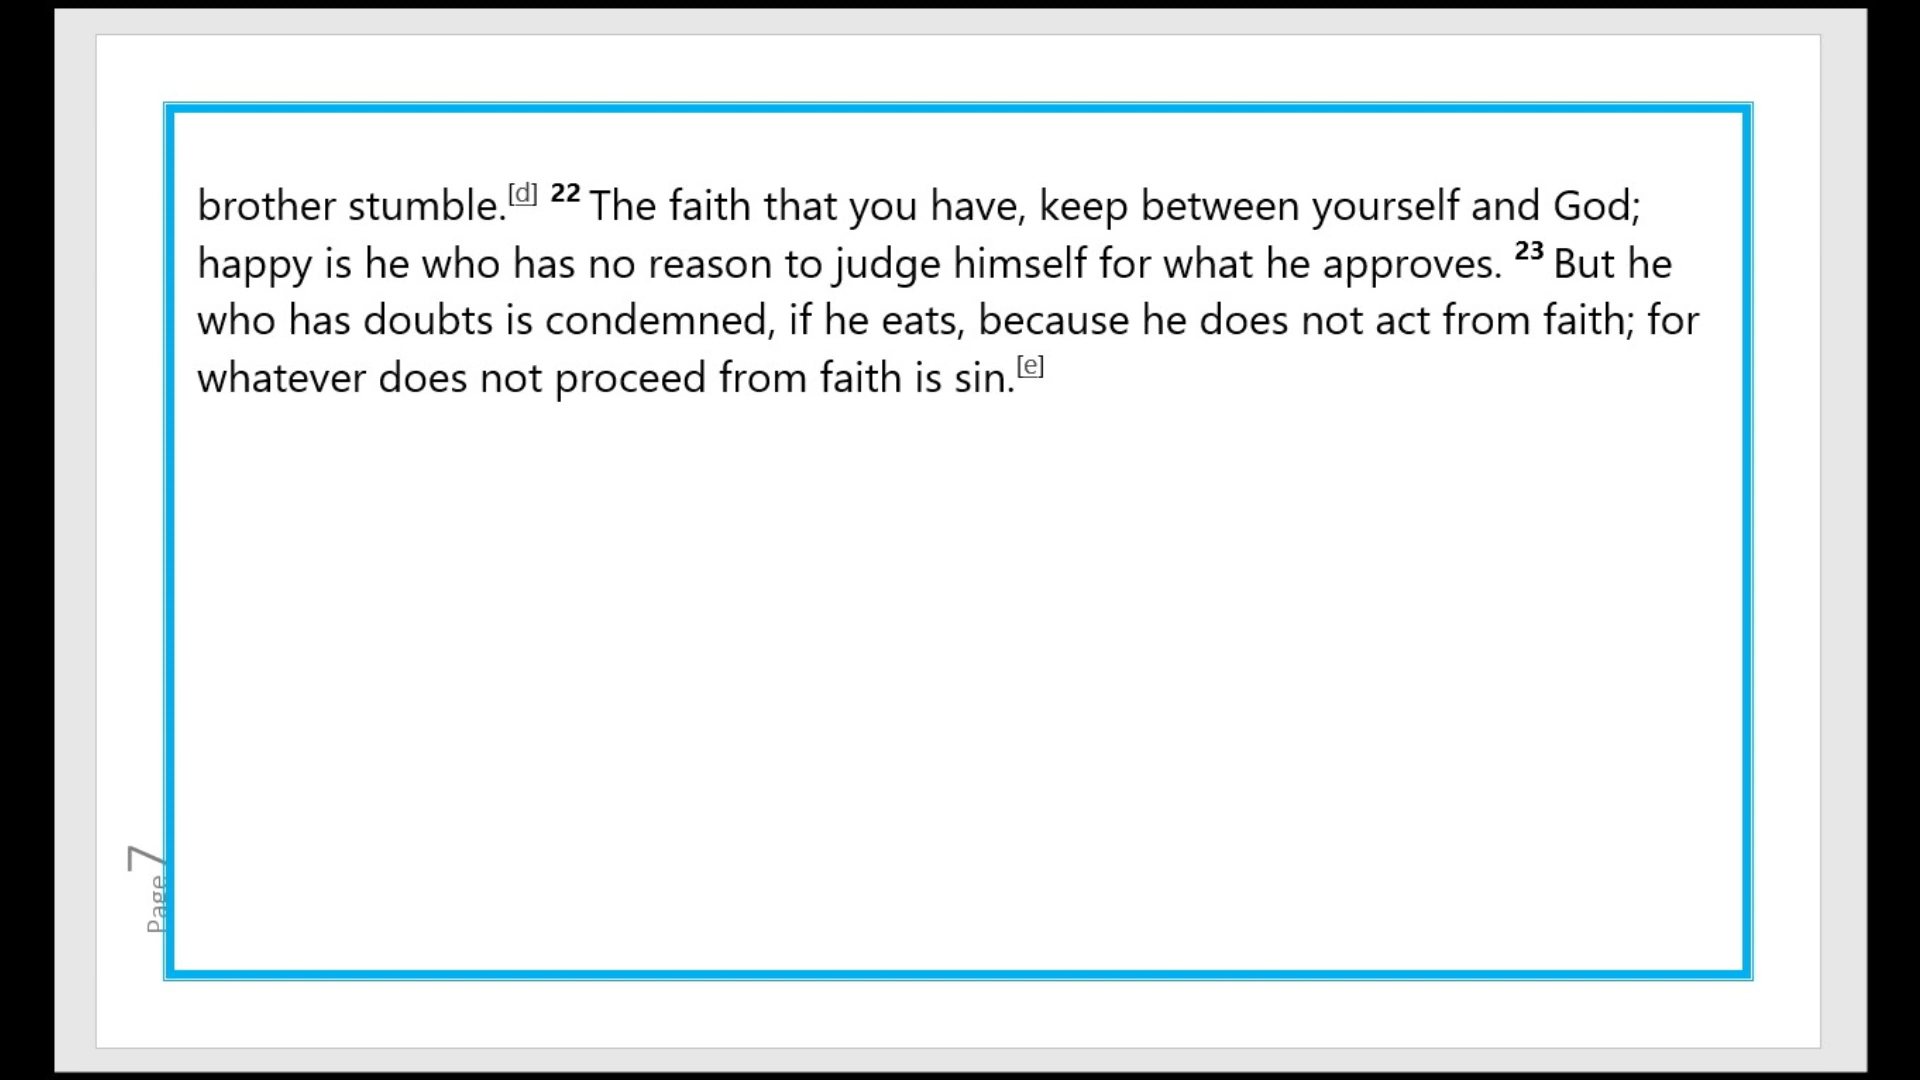 brother stumble.[d] 22 The faith that you have, keep between yourself and God;
happy is he who has no reason to judge himself for what he approves. 23 But he
who has doubts is condemned, if he eats, because he does not act from faith; for
whatever does not proceed from faith is sin.[e]
Page 7